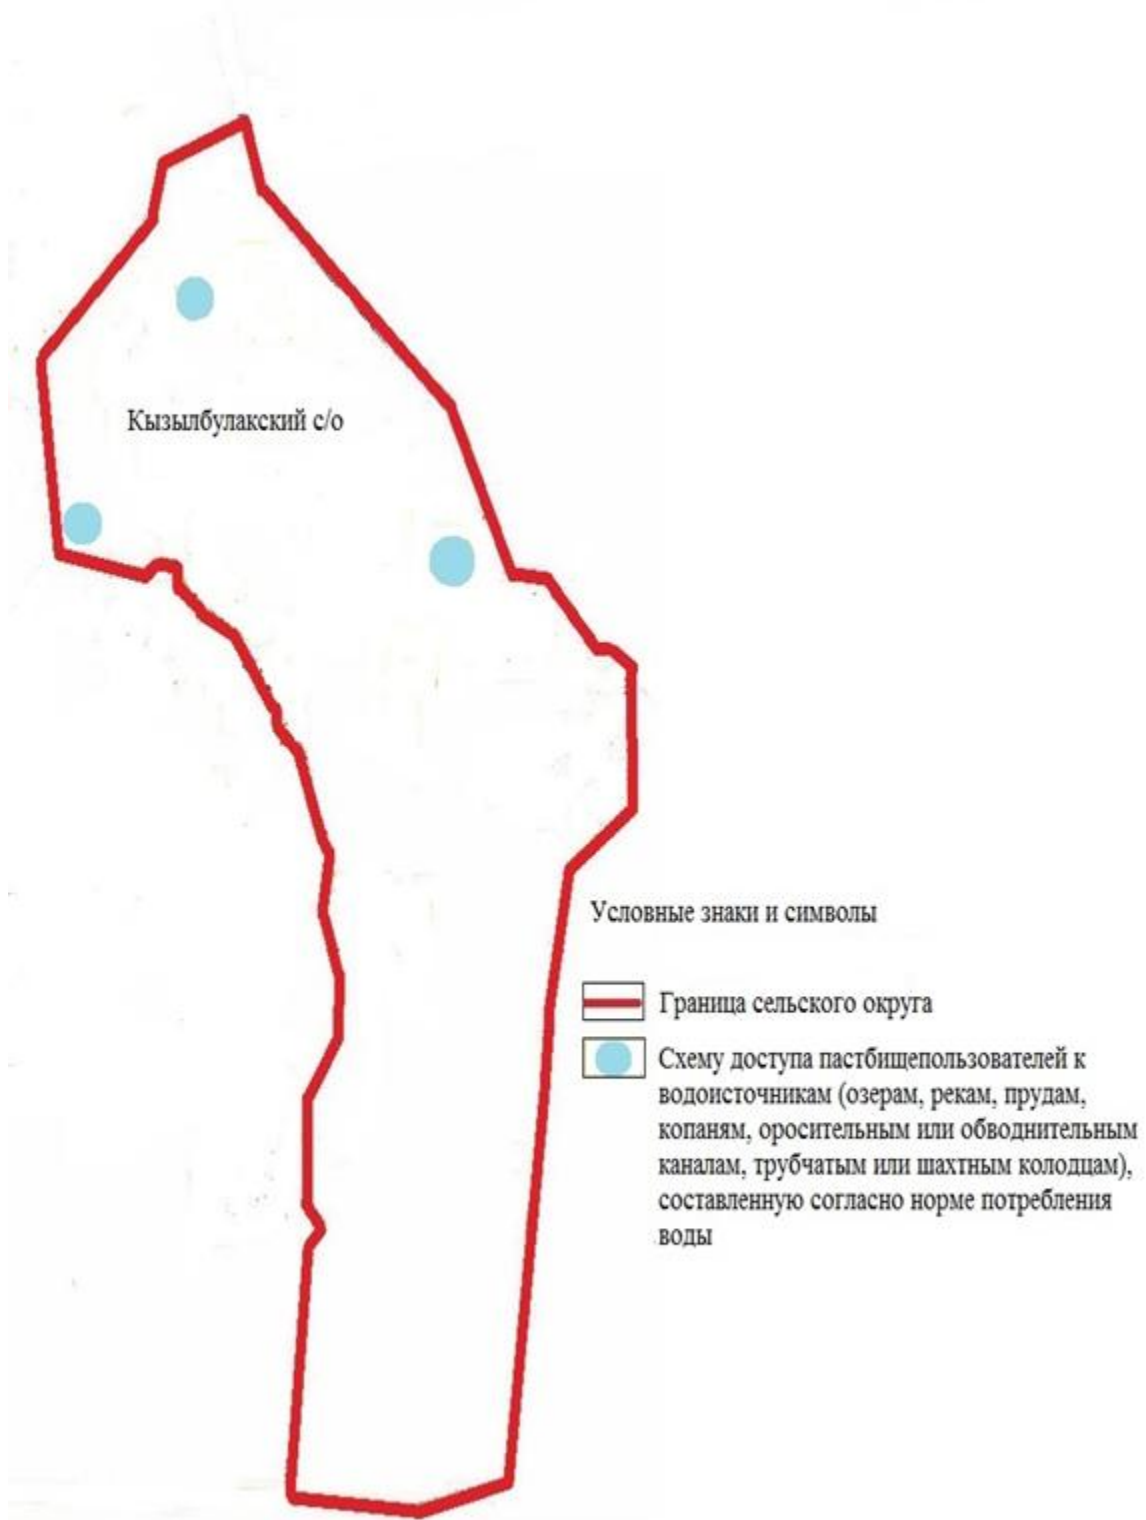 Кызылбулакский с/о
Условные знаки и символы
Граница сельского округа
Схему доступа пастбищепользователей к
водоисточникам (озерам, рекам, прудам,
копаням, оросительным или обводнительным
каналам, трубчатым или шахтным колодцам),
составленную согласно норме потребления
воды